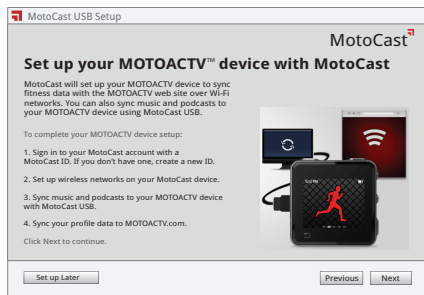 MotoCast USB Setup
MotoCast
Set up your MOTOACTV™ device with MotoCast
MotoCast will set up your MOTOACTV device to sync
fitness data with the MOTOACTV web site over Wi-Fi
networks. You can also sync music and podcasts to
your MOTOACTV device using MotoCast USB.
To complete your MOTOACTV device setup:
1. Sign in to your MotoCast account with a
MotoCast ID. If you don’t have one, create a new ID.
2. Set up wireless networks on your MotoCast device.
3. Sync music and podcasts to your MOTOACTV device
with MotoCast USB.
4. Sync your profile data to MOTOACTV.com.
Click Next to continue.
Set up Later
Previous
Next